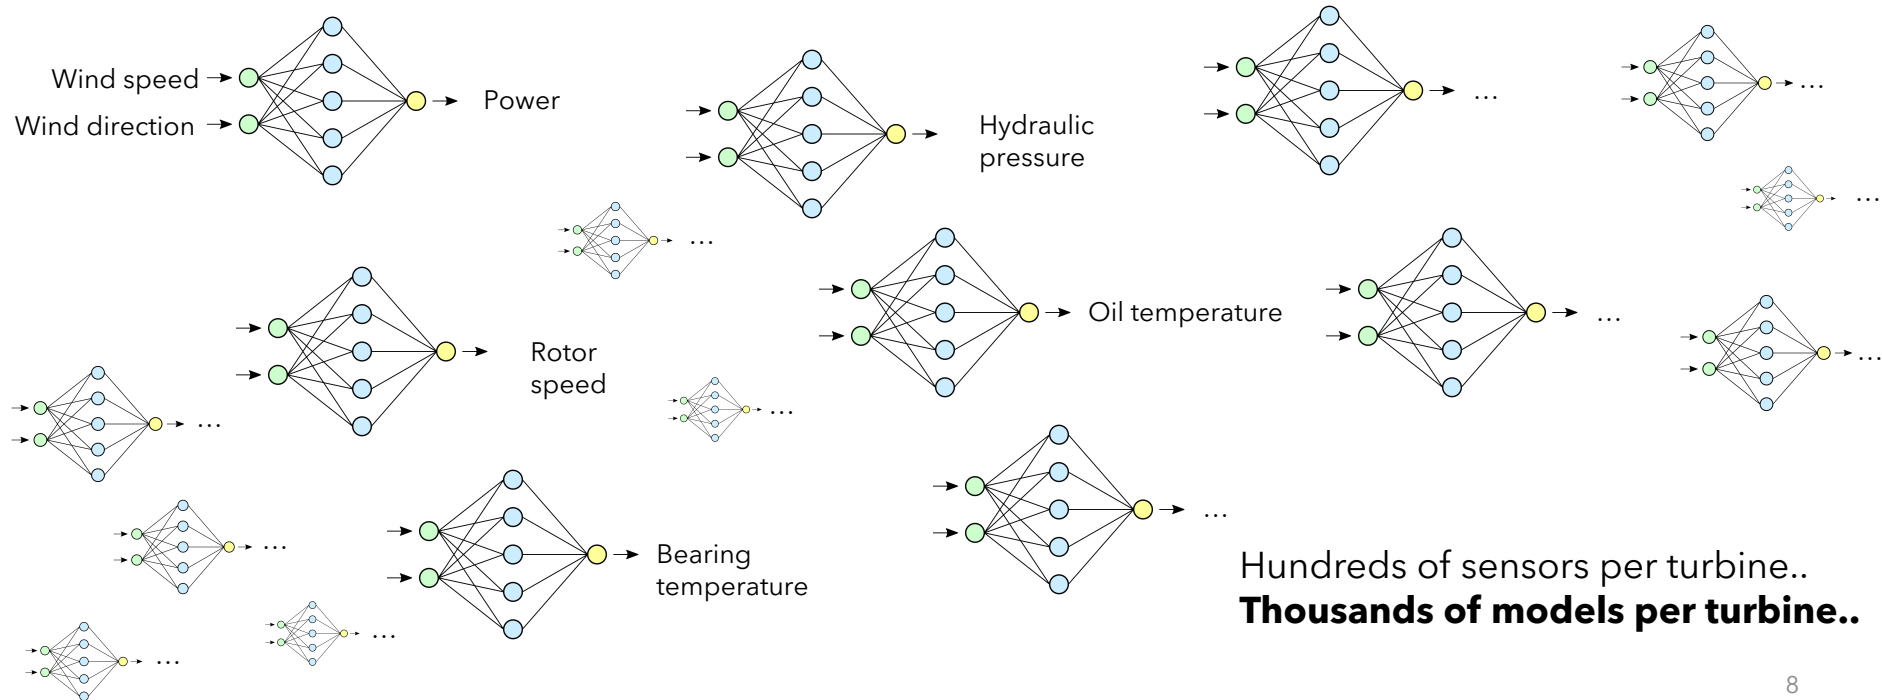 Wind speed
Wind direction
Power
Hydraulic
pressure
...
...
...
...
Rotor
speed
Oil temperature
...
...
...
...
...
Bearing
temperature
...
...
...
Hundreds of sensors per turbine..
Thousands of models per turbine..
8